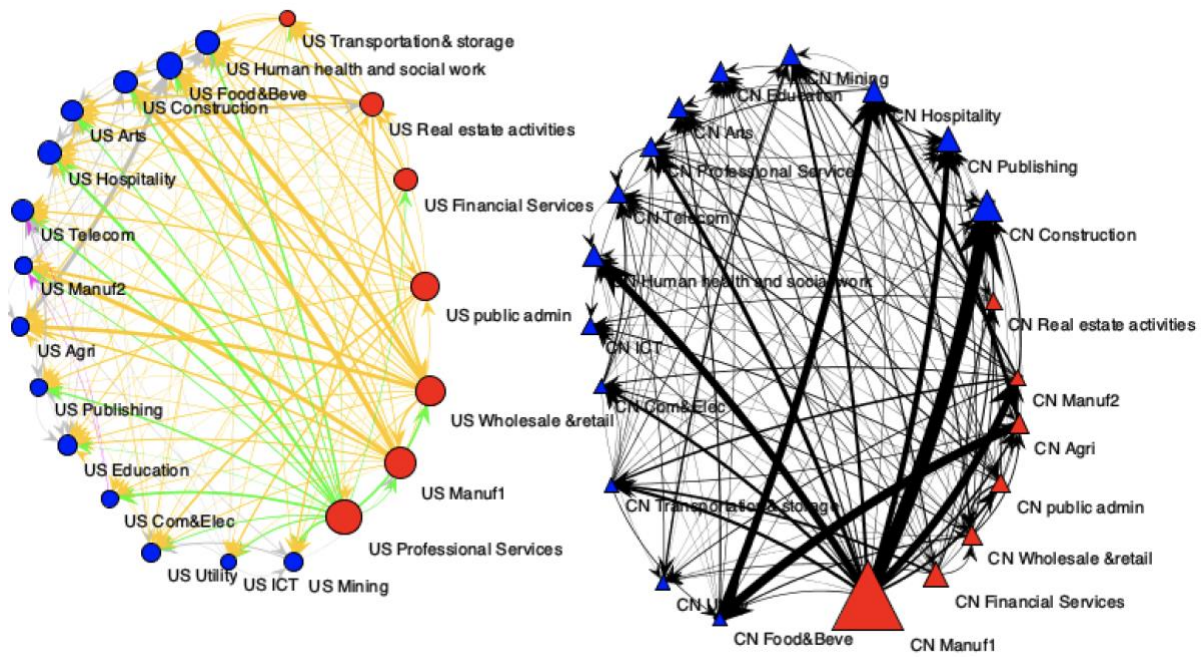 US Transportation& storage
US Human health and social work
US Food&Beve
US Construction
US Arts
US Real estate activities
US Hospitality
US Financial Services
US Telecom
US Manuf2
US public admin
US Agri
US Publishing
US Wholesale &retail
US Education
US Manuf1
US Com&Elec
US Professional Services
US Utility
US ICT
US Mining
CN Mining
CN Education
CN Hospitality
CN Arts
CN Publishing
CN Professional Services
CN Telecom
CN Construction
CN Human health and social work
CN Real estate activities
CN ICT
CN Com&Elec
CN Manuf2
CN Agri
CN Transportation & storage
CN public admin
CN Wholesale &retail
CN Financial Services
CN
CN Food&Beve
CN Manuf1